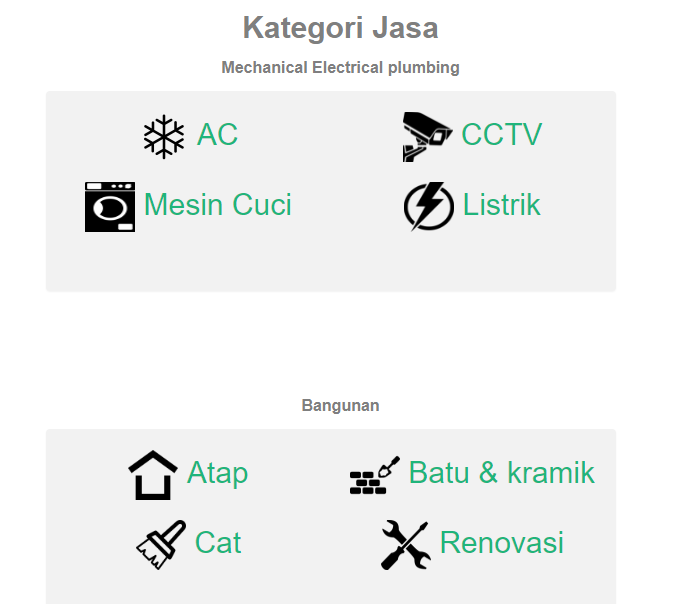 Kategori Jasa
Mechanical Electrical plumbing
AC CCTV
Mesin Cuci Listrik
Bangunan
Atap Batu & kramik
Cat Renovasi